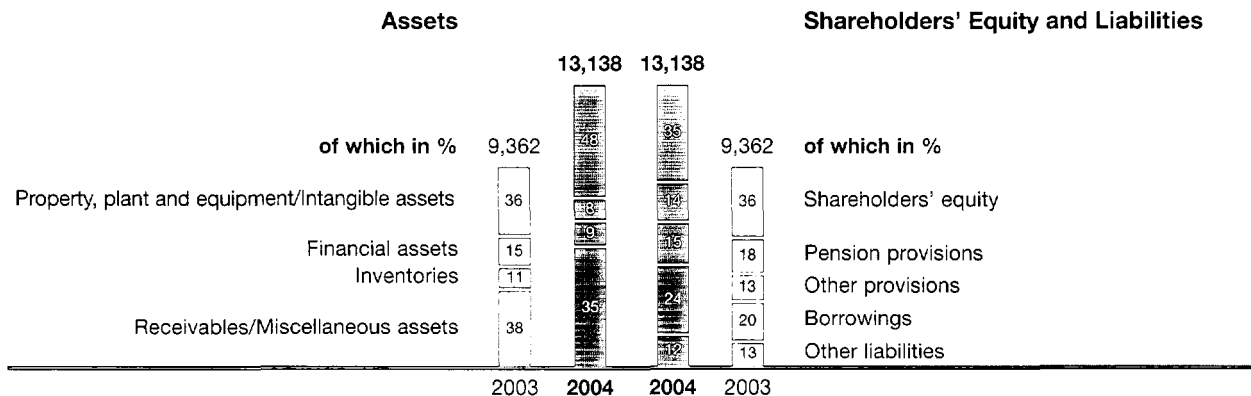 Assets Shareholders' Equity and Liabilities
13,138 13,138
of which in % 9,362 48 35 9,362 of which in %
Property, plant and equipment/Intangible assets 36 8 14 36 Shareholders' equity
Financial assets 15 9 15 18 Pension provisions
Inventories 11 13 Other provisions
Receivables/Miscellaneous assets 38 35 24 20 Borrowings
12 13 Other liabilities
2003 2004 2004 2003